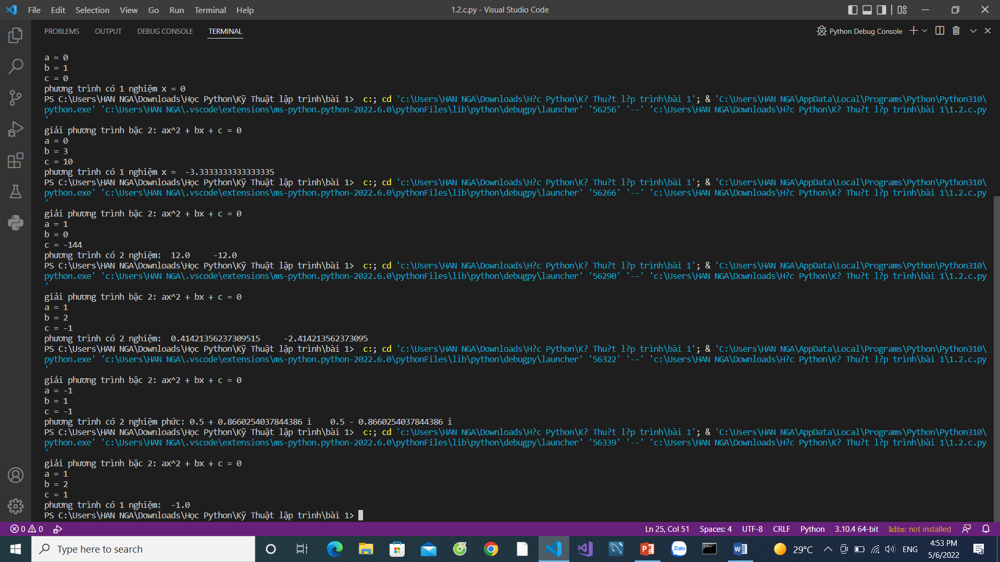 File Edit Selection View Go Run Terminal Help
1.2.c.py - Visual Studio Code
PROBLEMS OUTPUT DEBUG CONSOLE TERMINAL
Python Debug Console
a = 0
b = 1
c = 0
phương trình có 1 nghiệm x = 0
PS C:\Users\HAN NGA\Downloads\Học Python\Kỹ Thuật lập trình\bài 1>  c:; cd 'c:\Users\HAN NGA\Downloads\H?c Python\K? Thu?t l?p trình\bài 1'; & 'C:\Users\HAN NGA\AppData\Local\Programs\Python\Python310\
python.exe' 'c:\Users\HAN NGA\.vscode\extensions\ms-python.python-2022.6.0\pythonFiles\lib\python\debugpy\launcher' '56256' '--' 'c:\Users\HAN NGA\Downloads\H?c Python\K? Thu?t l?p trình\bài 1\1.2.c.py
'
giải phương trình bậc 2: ax^2 + bx + c = 0
a = 0
b = 3
c = 10
phương trình có 1 nghiệm x =  -3.3333333333333335
PS C:\Users\HAN NGA\Downloads\Học Python\Kỹ Thuật lập trình\bài 1>  c:; cd 'c:\Users\HAN NGA\Downloads\H?c Python\K? Thu?t l?p trình\bài 1'; & 'C:\Users\HAN NGA\AppData\Local\Programs\Python\Python310\
python.exe' 'c:\Users\HAN NGA\.vscode\extensions\ms-python.python-2022.6.0\pythonFiles\lib\python\debugpy\launcher' '56266' '--' 'c:\Users\HAN NGA\Downloads\H?c Python\K? Thu?t l?p trình\bài 1\1.2.c.py
'
giải phương trình bậc 2: ax^2 + bx + c = 0
a = 1
b = 0
c = -144
phương trình có 2 nghiệm:  12.0     -12.0
PS C:\Users\HAN NGA\Downloads\Học Python\Kỹ Thuật lập trình\bài 1>  c:; cd 'c:\Users\HAN NGA\Downloads\H?c Python\K? Thu?t l?p trình\bài 1'; & 'C:\Users\HAN NGA\AppData\Local\Programs\Python\Python310\
python.exe' 'c:\Users\HAN NGA\.vscode\extensions\ms-python.python-2022.6.0\pythonFiles\lib\python\debugpy\launcher' '56290' '--' 'c:\Users\HAN NGA\Downloads\H?c Python\K? Thu?t l?p trình\bài 1\1.2.c.py
'
giải phương trình bậc 2: ax^2 + bx + c = 0
a = 1
b = 2
c = -1
phương trình có 2 nghiệm:  0.41421356237309515     -2.414213562373095
PS C:\Users\HAN NGA\Downloads\Học Python\Kỹ Thuật lập trình\bài 1>  c:; cd 'c:\Users\HAN NGA\Downloads\H?c Python\K? Thu?t l?p trình\bài 1'; & 'C:\Users\HAN NGA\AppData\Local\Programs\Python\Python310\
python.exe' 'c:\Users\HAN NGA\.vscode\extensions\ms-python.python-2022.6.0\pythonFiles\lib\python\debugpy\launcher' '56322' '--' 'c:\Users\HAN NGA\Downloads\H?c Python\K? Thu?t l?p trình\bài 1\1.2.c.py
'
giải phương trình bậc 2: ax^2 + bx + c = 0
a = -1
b = 1
c = -1
phương trình có 2 nghiệm phức: 0.5 + 0.8660254037844386 i    0.5 - 0.8660254037844386 i
PS C:\Users\HAN NGA\Downloads\Học Python\Kỹ Thuật lập trình\bài 1>  c:; cd 'c:\Users\HAN NGA\Downloads\H?c Python\K? Thu?t l?p trình\bài 1'; & 'C:\Users\HAN NGA\AppData\Local\Programs\Python\Python310\
python.exe' 'c:\Users\HAN NGA\.vscode\extensions\ms-python.python-2022.6.0\pythonFiles\lib\python\debugpy\launcher' '56339' '--' 'c:\Users\HAN NGA\Downloads\H?c Python\K? Thu?t l?p trình\bài 1\1.2.c.py
'
giải phương trình bậc 2: ax^2 + bx + c = 0
a = 1
b = 2
c = 1
phương trình có 1 nghiệm:  -1.0
PS C:\Users\HAN NGA\Downloads\Học Python\Kỹ Thuật lập trình\bài 1>
0 0 Ln 25, Col 51 Spaces: 4 UTF-8 CRLF Python 3.10.4 64-bit kite: not installed
Type here to search
Zalo
29°C ENG
4:53 PM
5/6/2022